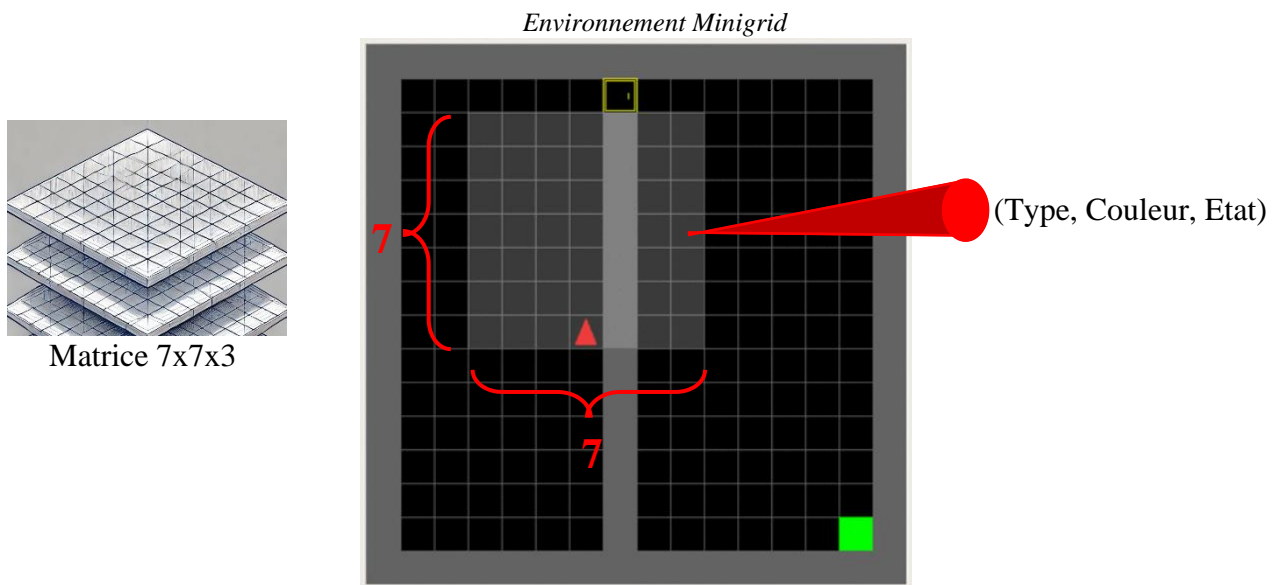 Environnement Minigrid
7
(Type, Couleur, Etat)
Matrice 7x7x3
7